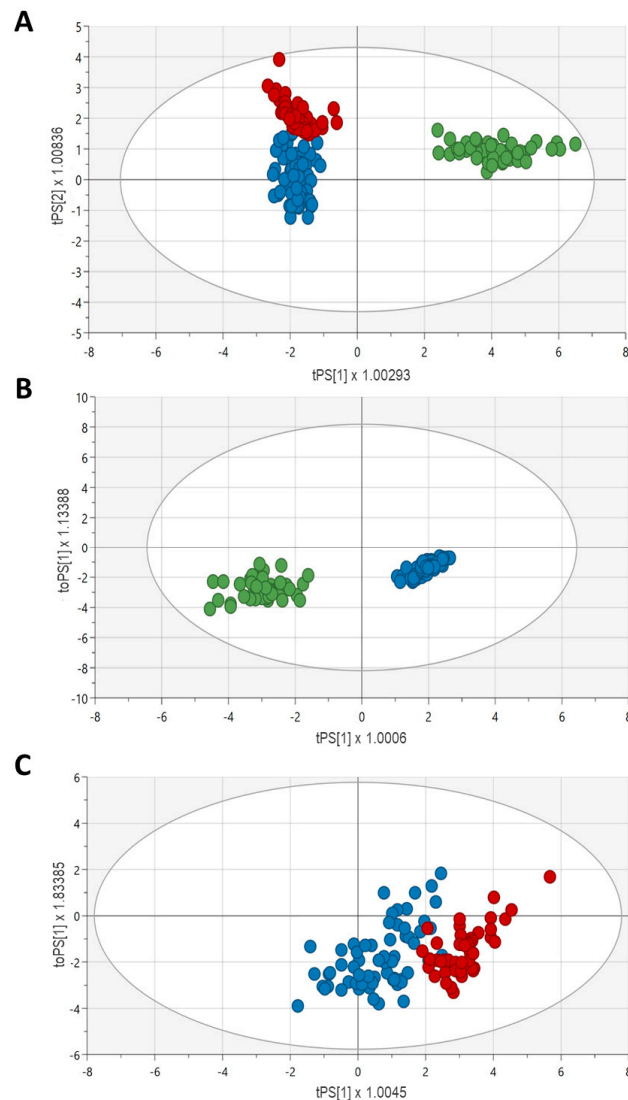 A
5
4
3
2
1
0
-1
-2
-3
-4
-5
tPS[2] x 1.00836
-8 -6 -4 -2 0 2 4 6 8
tPS[1] x 1.00293
B
10
8
6
4
2
0
-2
-4
-6
-8
-10
toPS[1] x 1.13388
-8 -6 -4 -2 0 2 4 6 8
tPS[1] x 1.0006
C
6
4
2
0
-2
-4
-6
toPS[1] x 1.83385
-8 -6 -4 -2 0 2 4 6 8
tPS[1] x 1.0045